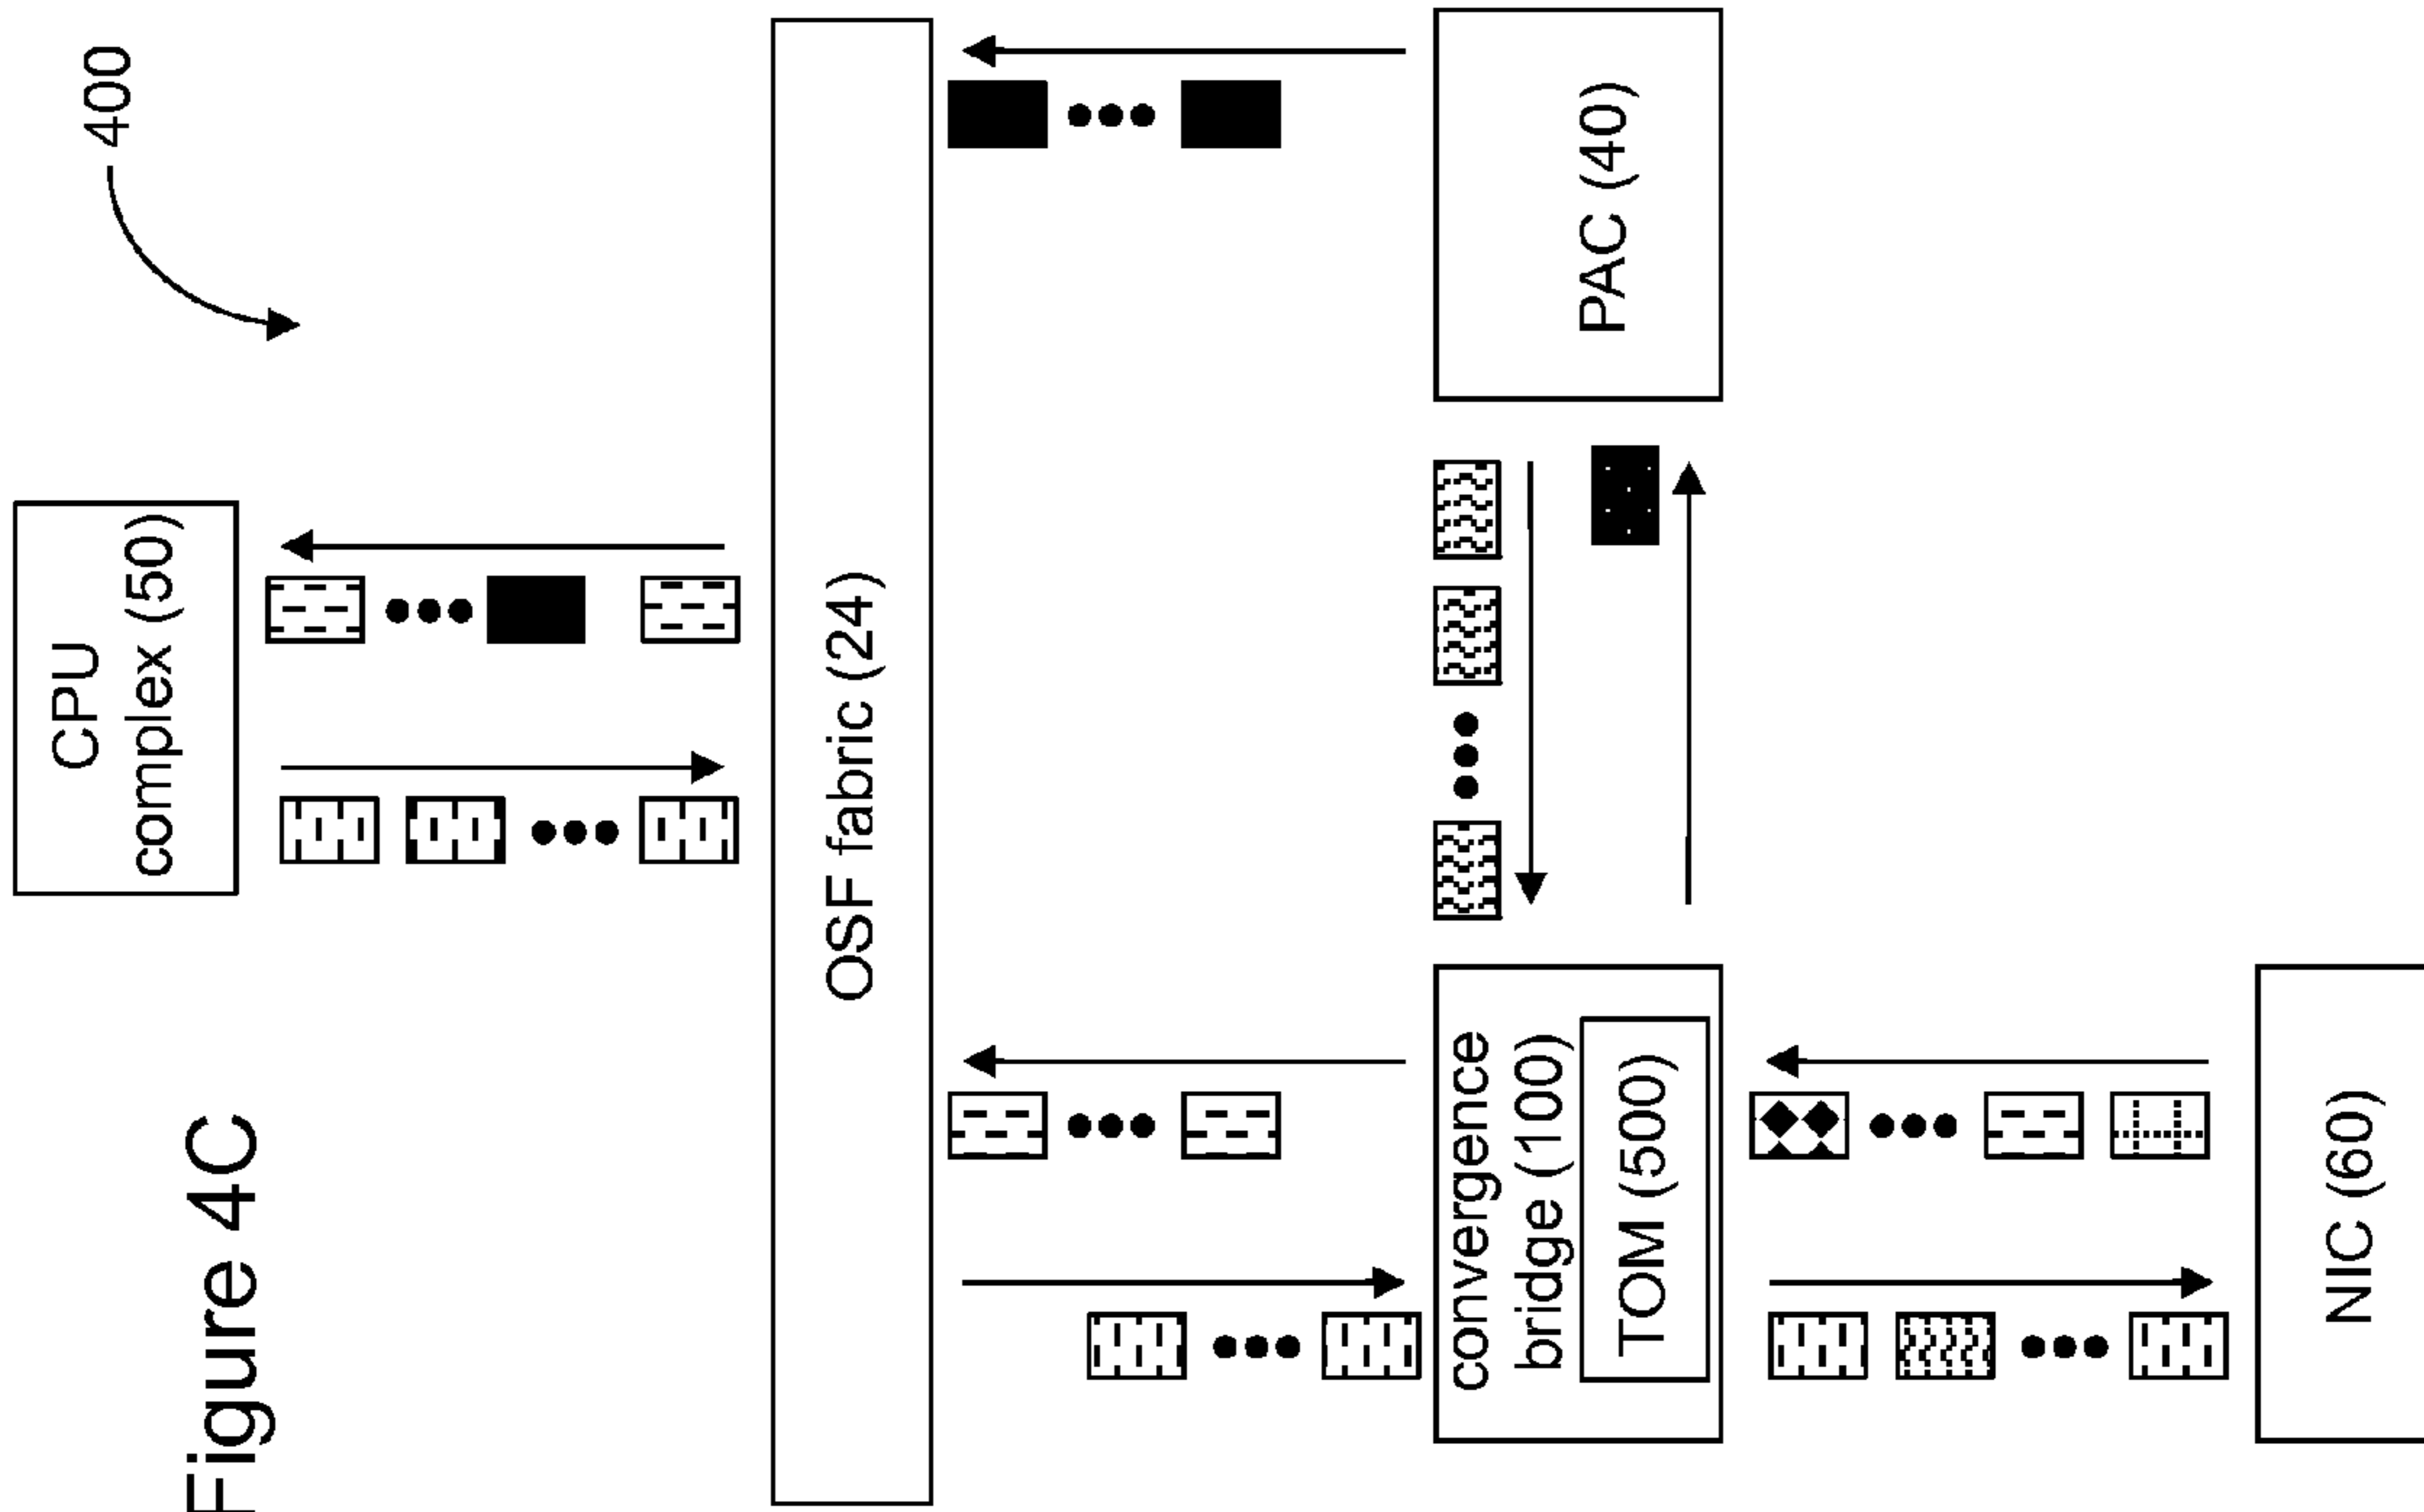 Figure 4C
400
CPU
complex (50)
OSF fabric (24)
convergence
bridge (100)
TOM (500)
PAC (40)
NIC (60)